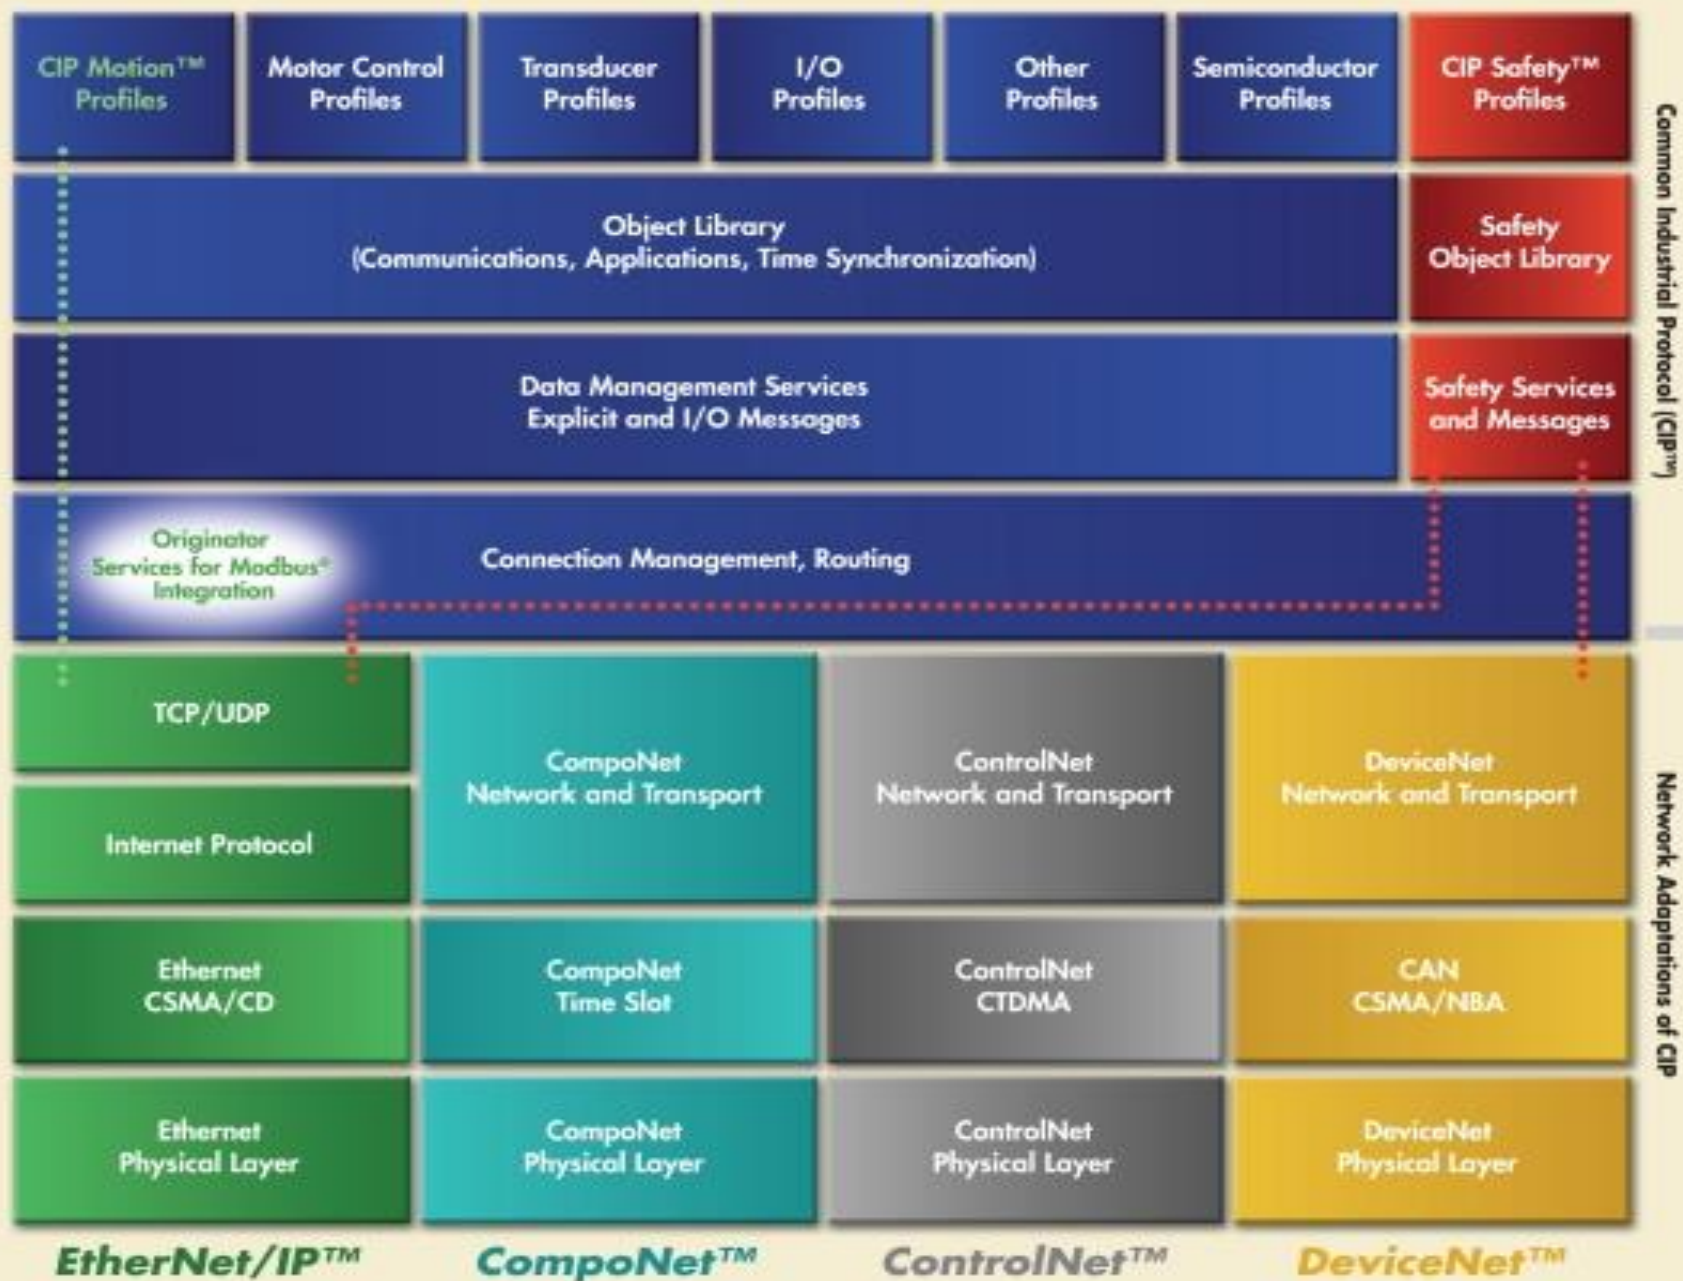 CIP Motion™
Profiles
Motor Control
Profiles
Transducer
Profiles
I/O
Profiles
Other
Profiles
Semiconductor
Profiles
CIP Safety™
Profiles
Object Library
(Communications, Applications, Time Synchronization)
Safety
Object Library
Data Management Services
Explicit and I/O Messages
Safety Services
and Messages
Originator
Services for Modbus®
Integration
Connection Management, Routing
Common Industrial Protocol (CIP™)
TCP/UDP
Internet Protocol
CompoNet
Network and Transport
ControlNet
Network and Transport
DeviceNet
Network and Transport
Ethernet
CSMA/CD
CompoNet
Time Slot
ControlNet
CTDMA
CAN
CSMA/NBA
Ethernet
Physical Layer
CompoNet
Physical Layer
ControlNet
Physical Layer
DeviceNet
Physical Layer
Network Adaptations of CIP
EtherNet/IP™
CompoNet™
ControlNet™
DeviceNet™